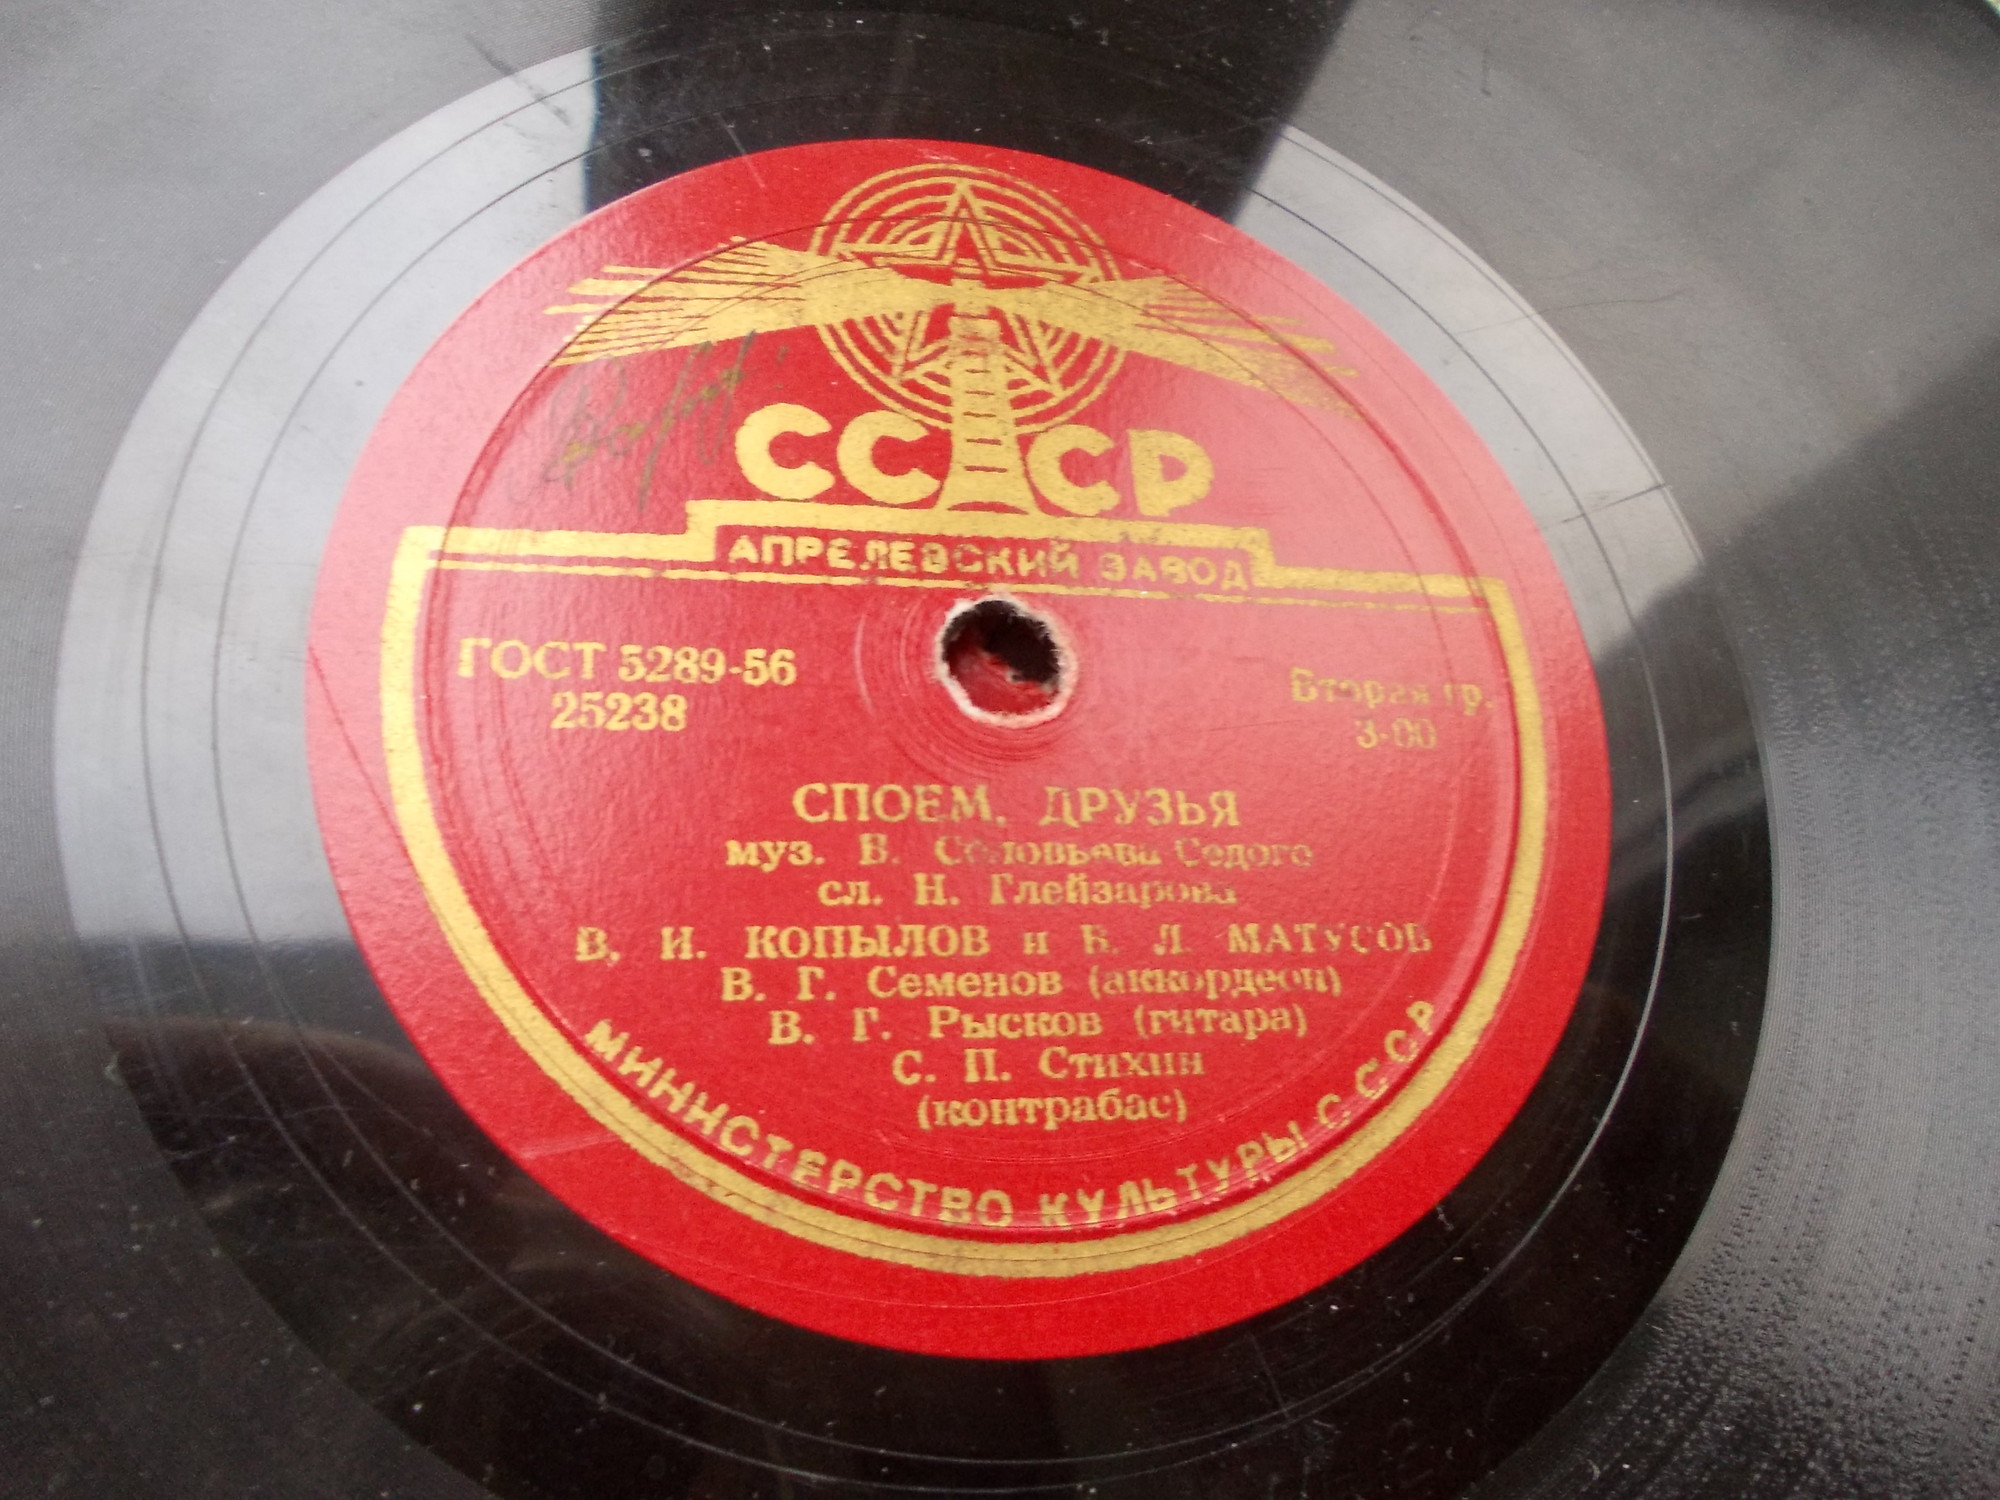 СССР
АПРЕЛЕВСКИЙ ЗАВОД
ГОСТ 5289-56
25238
Вторая гр.
3-00
СПОЕМ, ДРУЗЬЯ
муз. В. Соловьева Седого
сл. Н. Глейзарова
В. И. КОПЫЛОВ и Б. Л. МАТУСОВ
В. Г. Семенов (аккордеон)
В. Г. Рысков (гитара)
С. П. Стихин
(контрабас)
МИНИСТЕРСТВО КУЛЬТУРЫ СССР